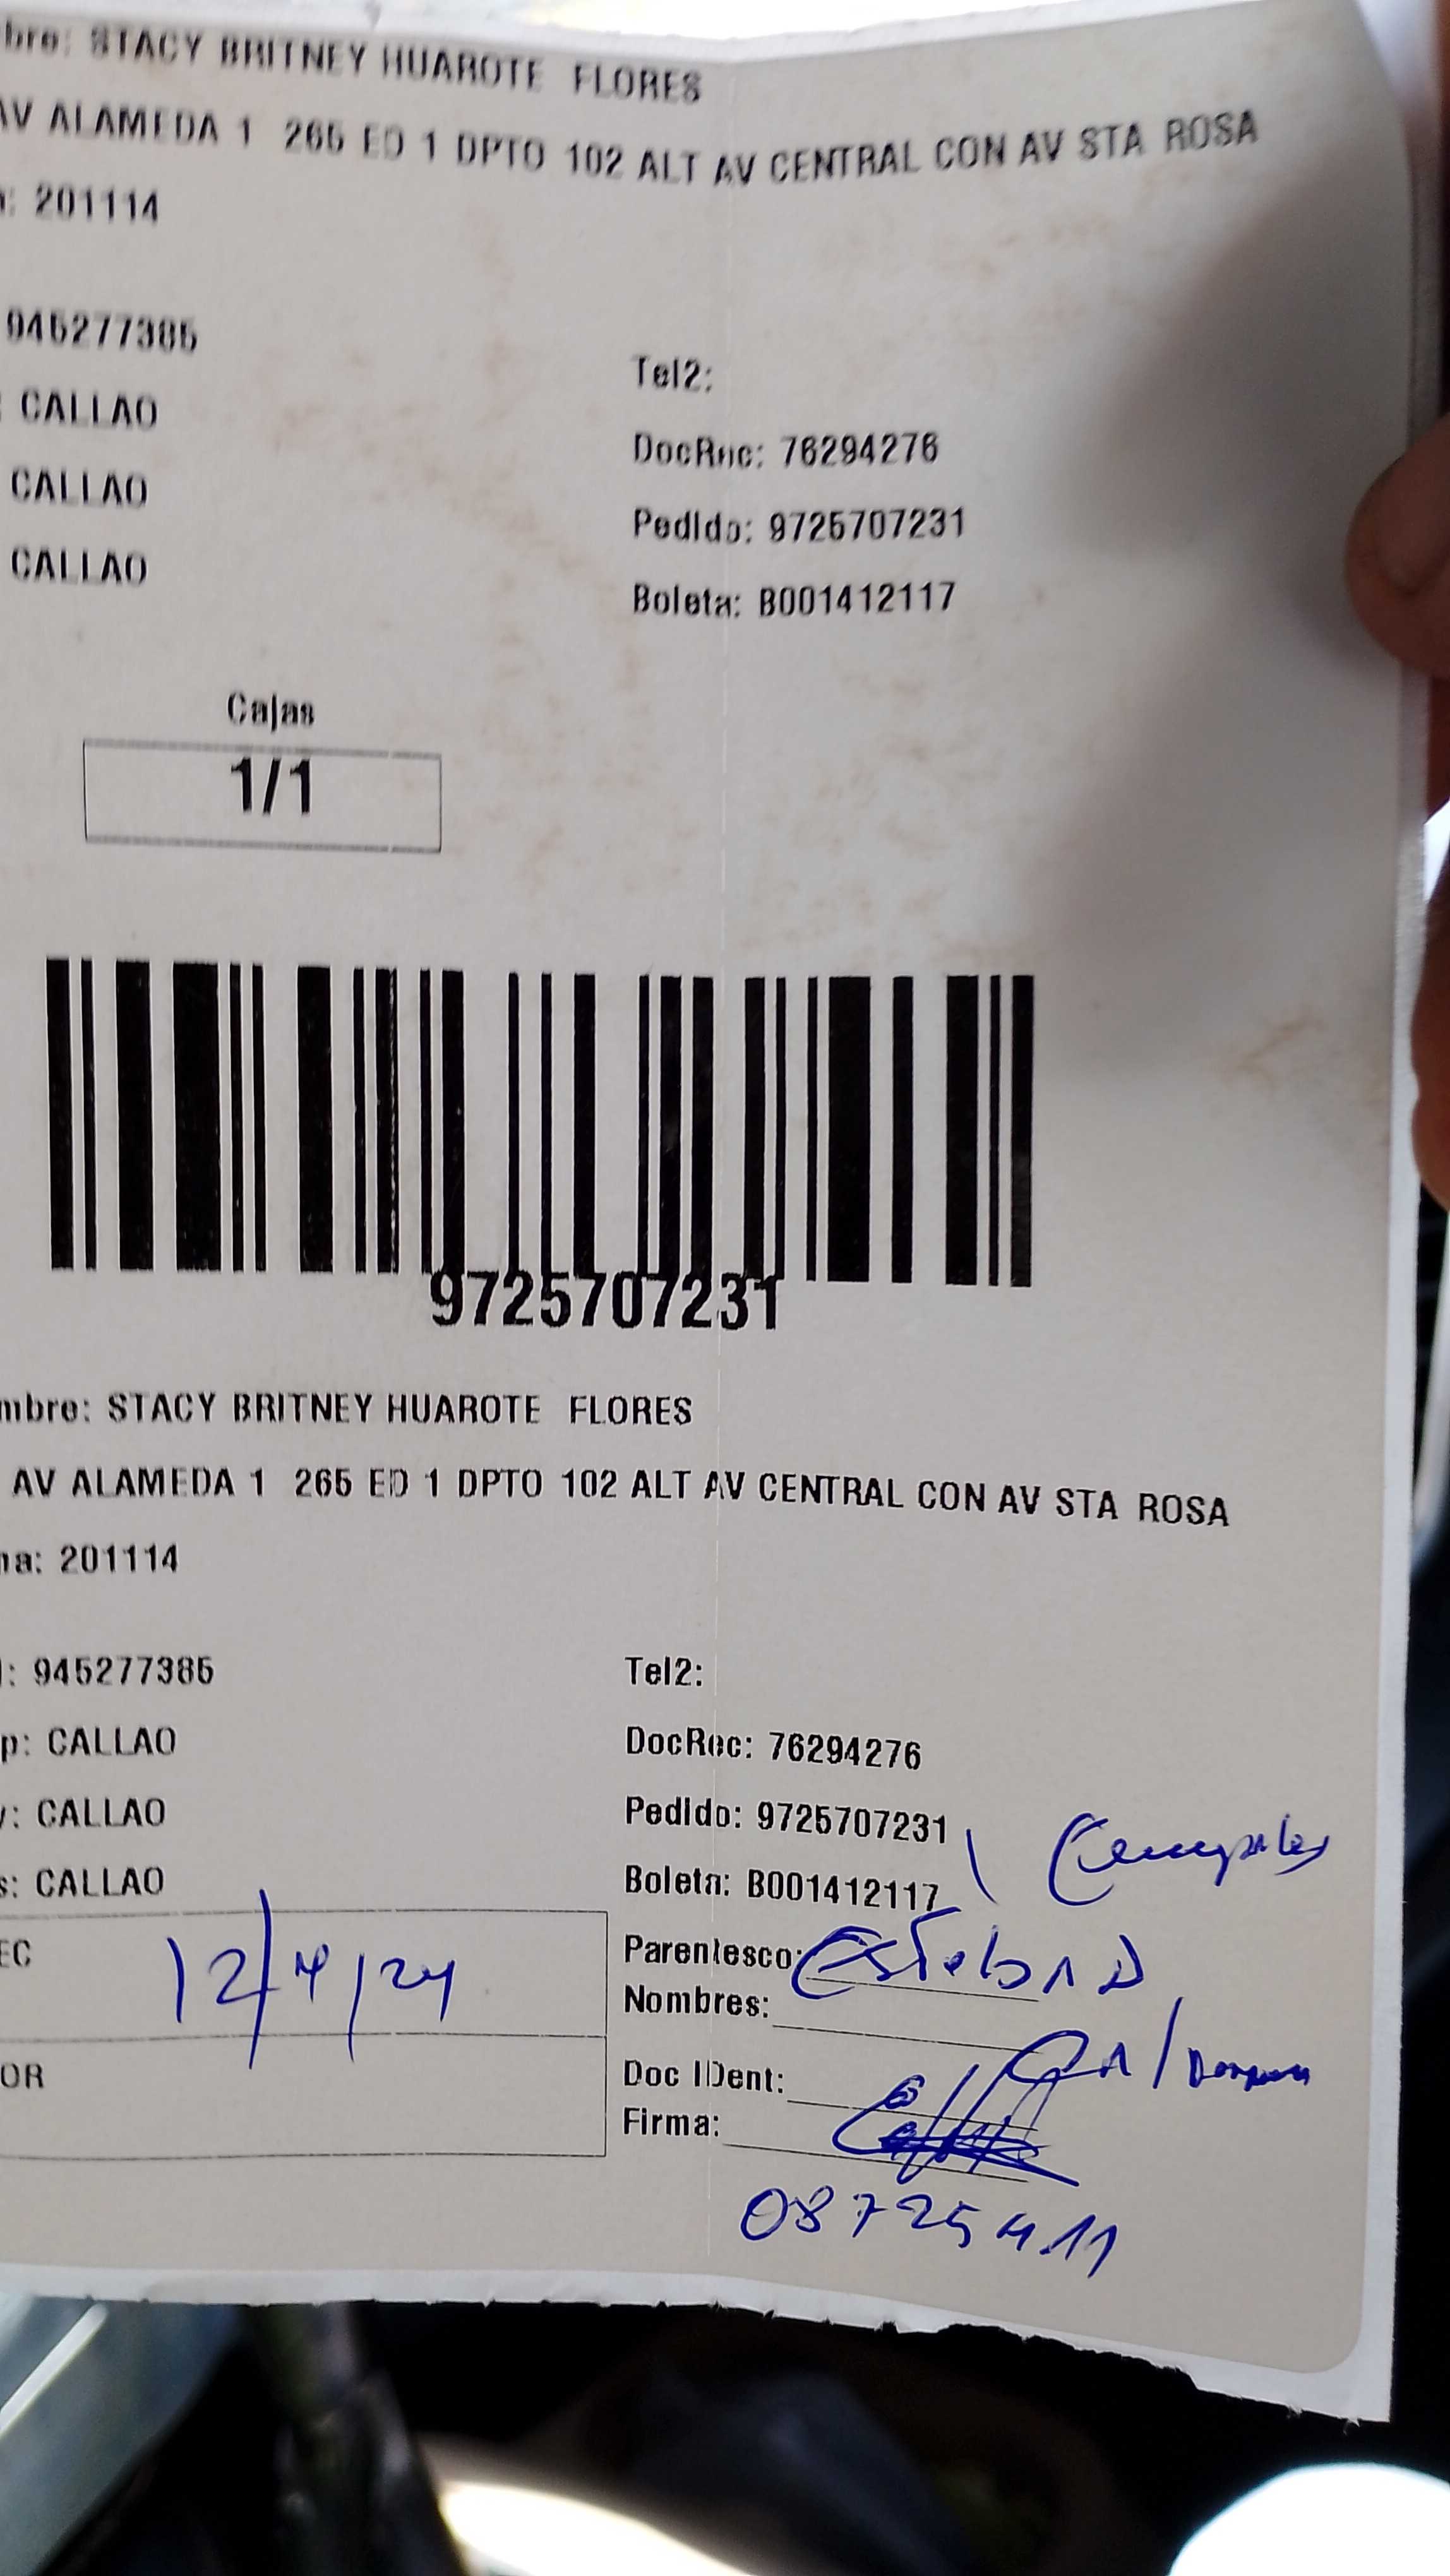 bre: STACY BRITNEY HUAROTE FLORES
AV ALAMEDA 1 265 ED 1 DPTO 102 ALT AV CENTRAL CON AV STA ROSA
: 201114
945277385
Tel2:
CALLAO
DocRec: 76294276
CALLAO
Pedido: 9725707231
CALLAO
Boleta: B001412117
Cajas
1/1
9725707231
mbre: STACY BRITNEY HUAROTE FLORES
AV ALAMEDA 1 265 ED 1 DPTO 102 ALT AV CENTRAL CON AV STA ROSA
na: 201114
: 945277385
Tel2:
p: CALLAO
DocRec: 76294276
v: CALLAO
Pedido: 9725707231
s: CALLAO
Boleta: B001412117
EC
12/4/24
Parentesco:
Nombres:
OR
Doc IDent:
Firma:
08725411